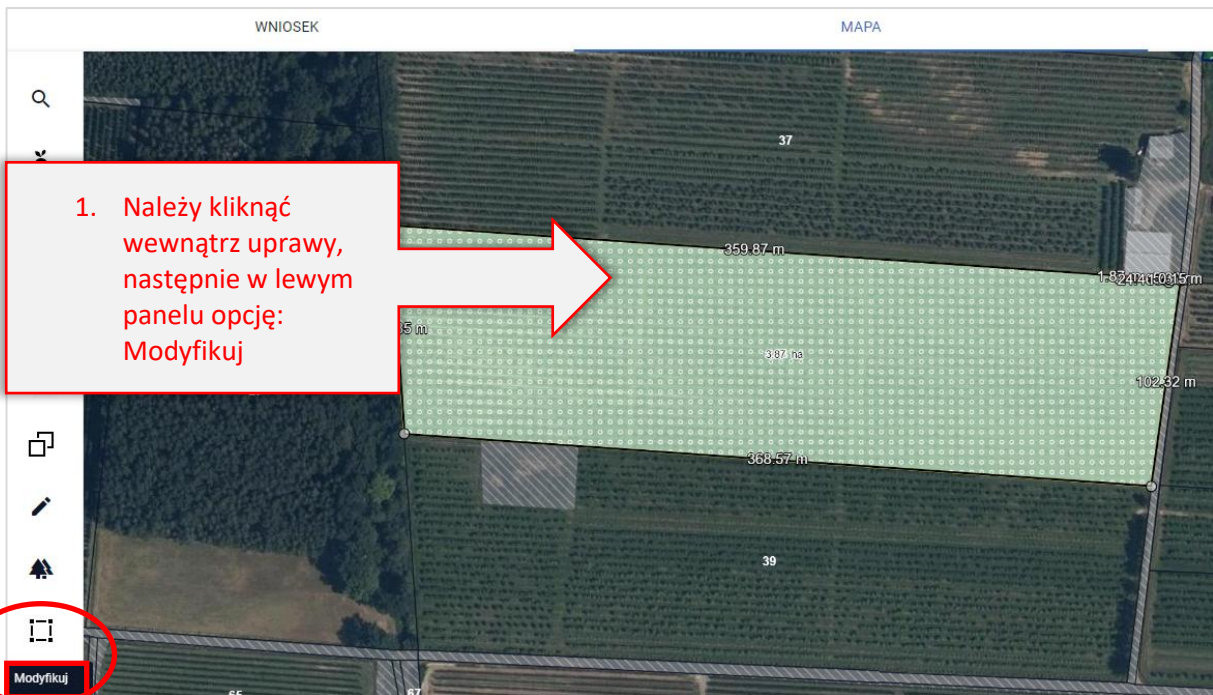 WNIOSEK MAPA
37
1. Należy kliknąć
wewnątrz uprawy,
następnie w lewym
panelu opcję:
Modyfikuj
359.87 m
3.87 ha
102.32 m
368.57 m
39
Modyfikuj
65
67